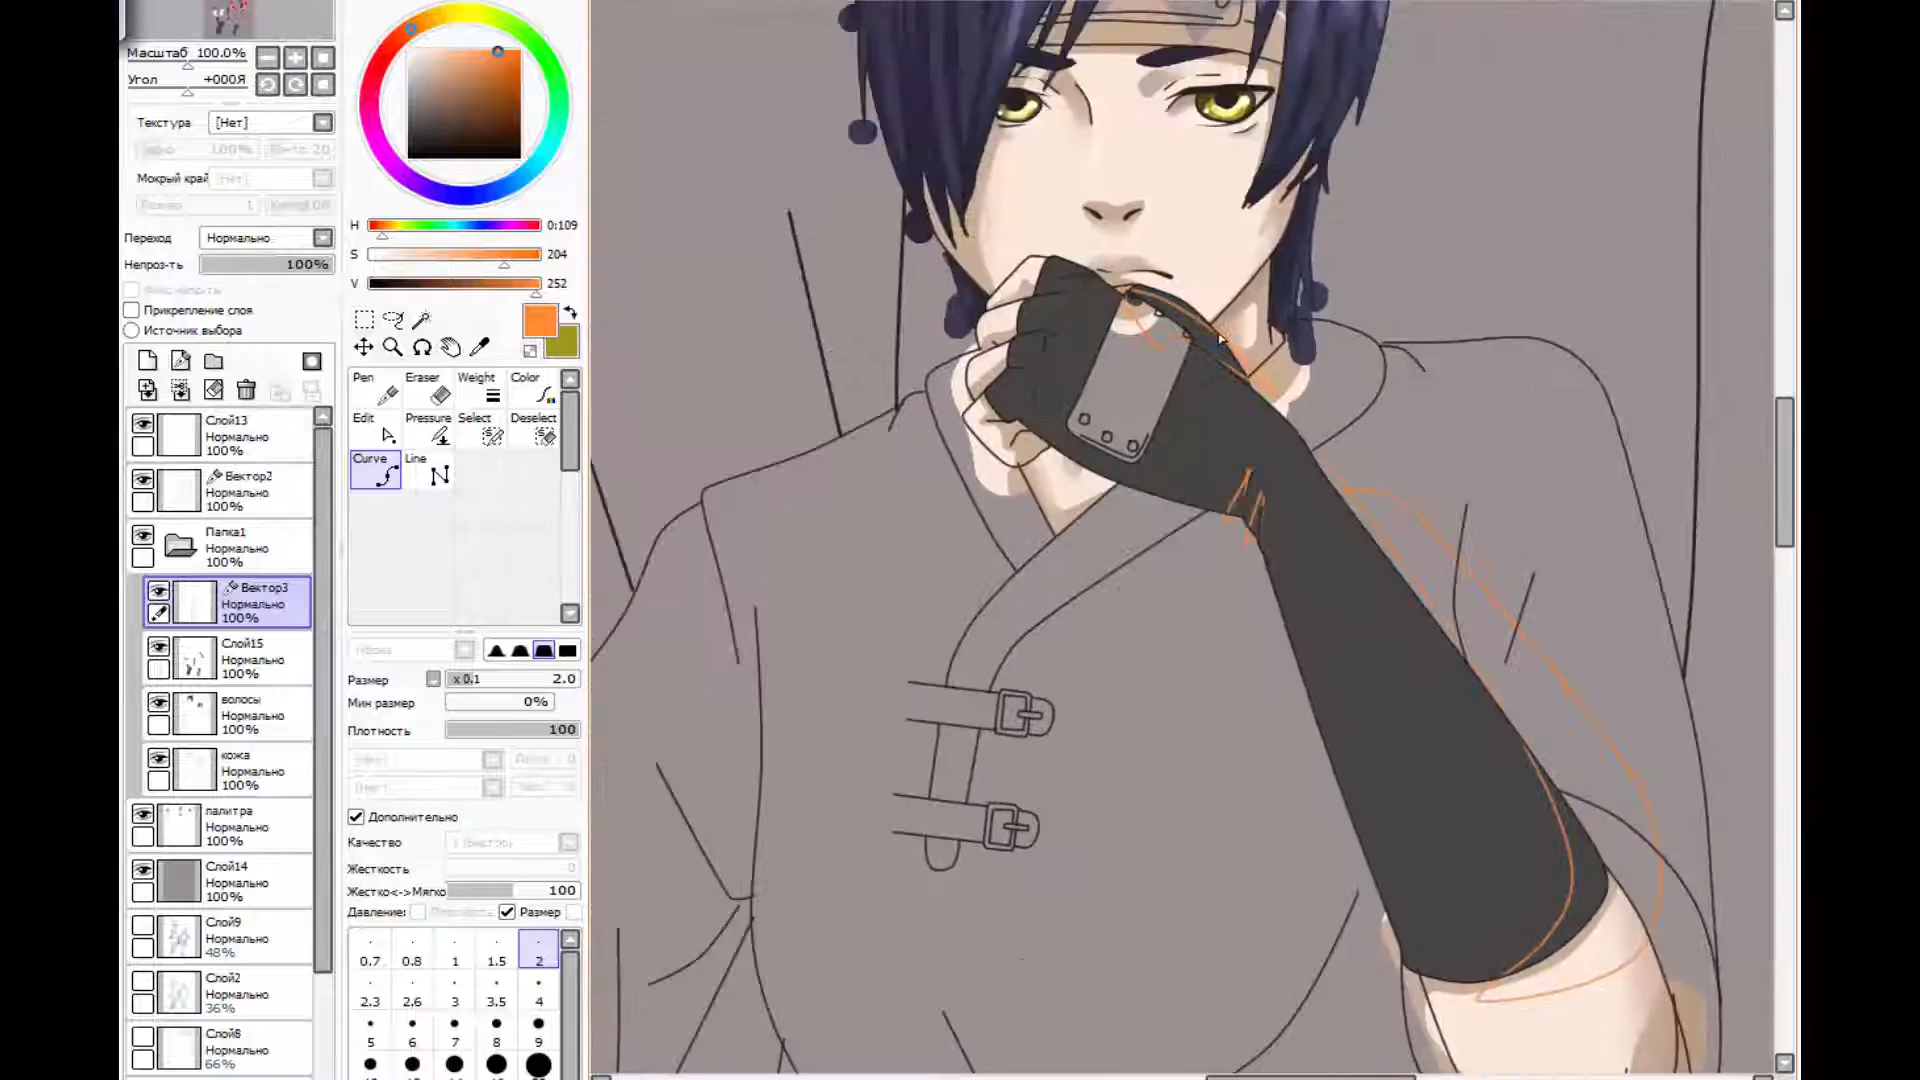 Масштаб 100.0%
Угол +000Я
Текстура [Нет]
100%
20
Мокрый край [Нет]
1
Переход Нормально
Непроз-ть 100%
Прикрепление слоя
Источник выбора
H 0:109
S 204
V 252
Pen Eraser Weight Color
Edit Pressure Select Deselect
Curve Line
Слой13
Нормально
100%
Вектор2
Нормально
100%
Папка1
Нормально
100%
Вектор3
Нормально
100%
Слой15
Нормально
100%
волосы
Нормально
100%
кожа
Нормально
100%
палитра
Нормально
100%
Слой14
Нормально
100%
Слой9
Нормально
48%
Слой2
Нормально
36%
Слой8
Нормально
66%
Размер x 0.1 2.0
Мин размер 0%
Плотность 100
Дополнительно
Качество
Жесткость 0
Жестко<->Мягко 100
Давление: Размер
0.7 0.8 1 1.5 2
2.3 2.6 3 3.5 4
5 6 7 8 9